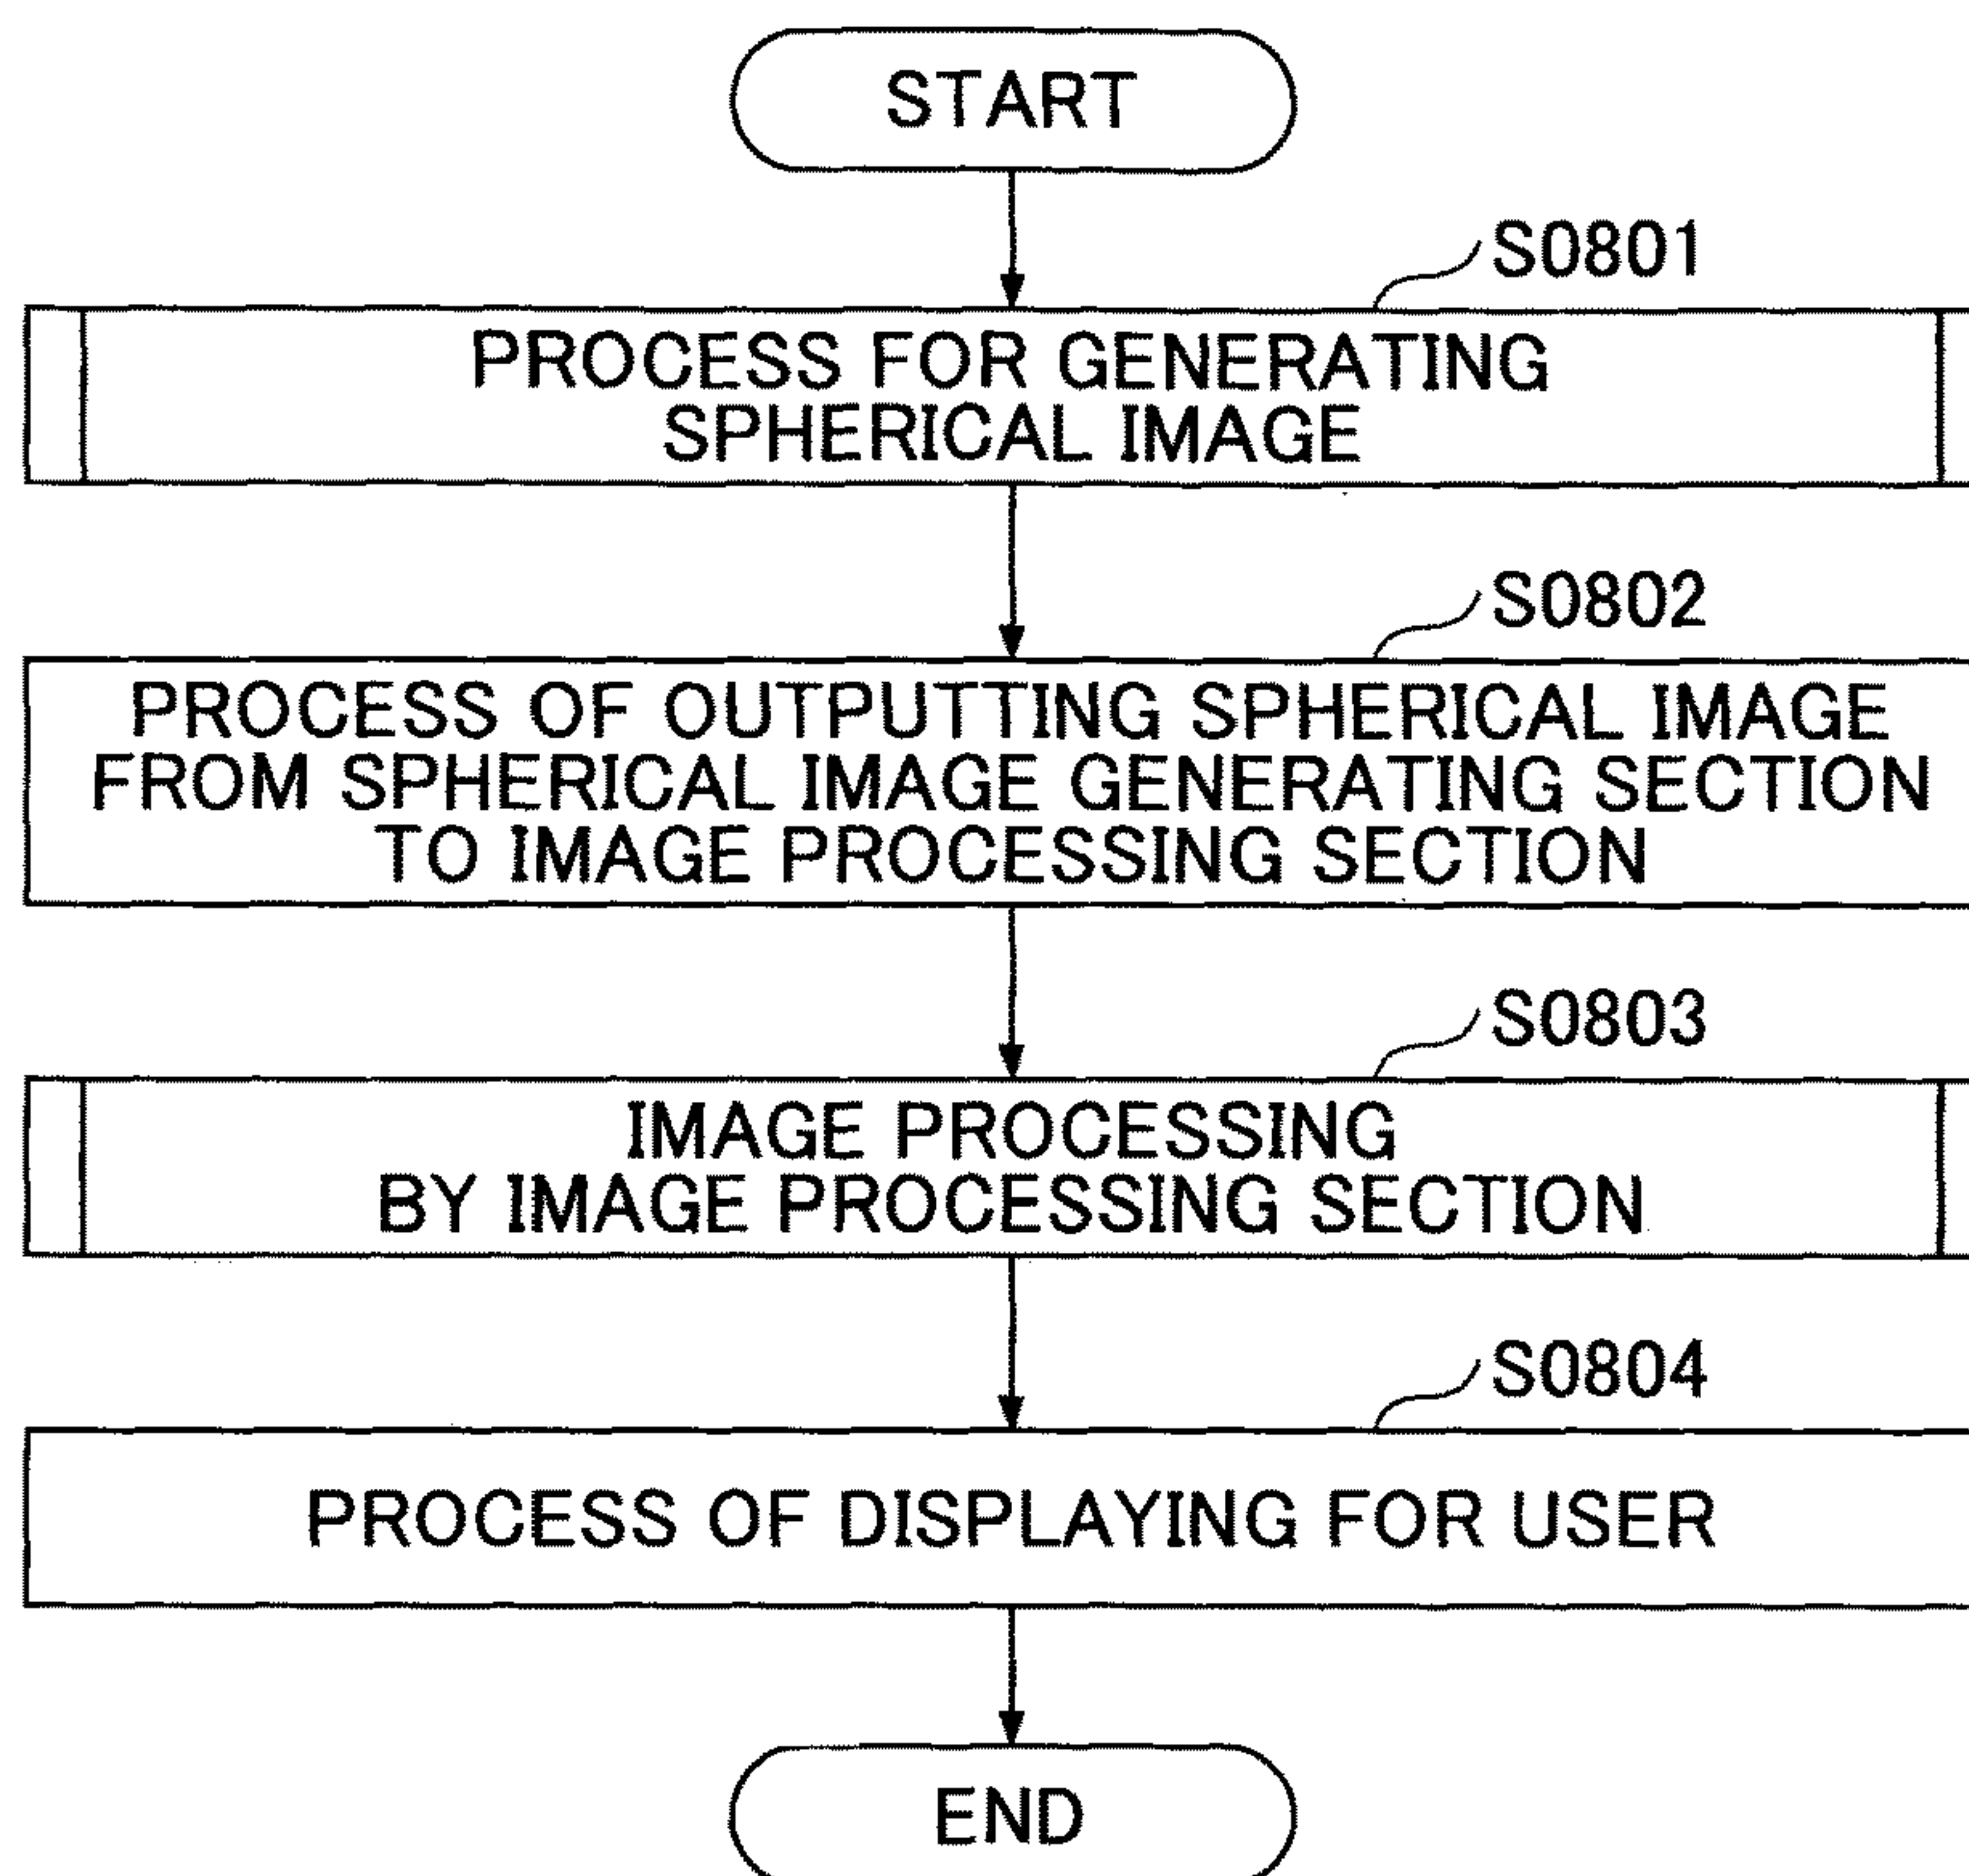 START
S0801
PROCESS FOR GENERATING
SPHERICAL IMAGE
S0802
PROCESS OF OUTPUTTING SPHERICAL IMAGE
FROM SPHERICAL IMAGE GENERATING SECTION
TO IMAGE PROCESSING SECTION
S0803
IMAGE PROCESSING
BY IMAGE PROCESSING SECTION
S0804
PROCESS OF DISPLAYING FOR USER
END